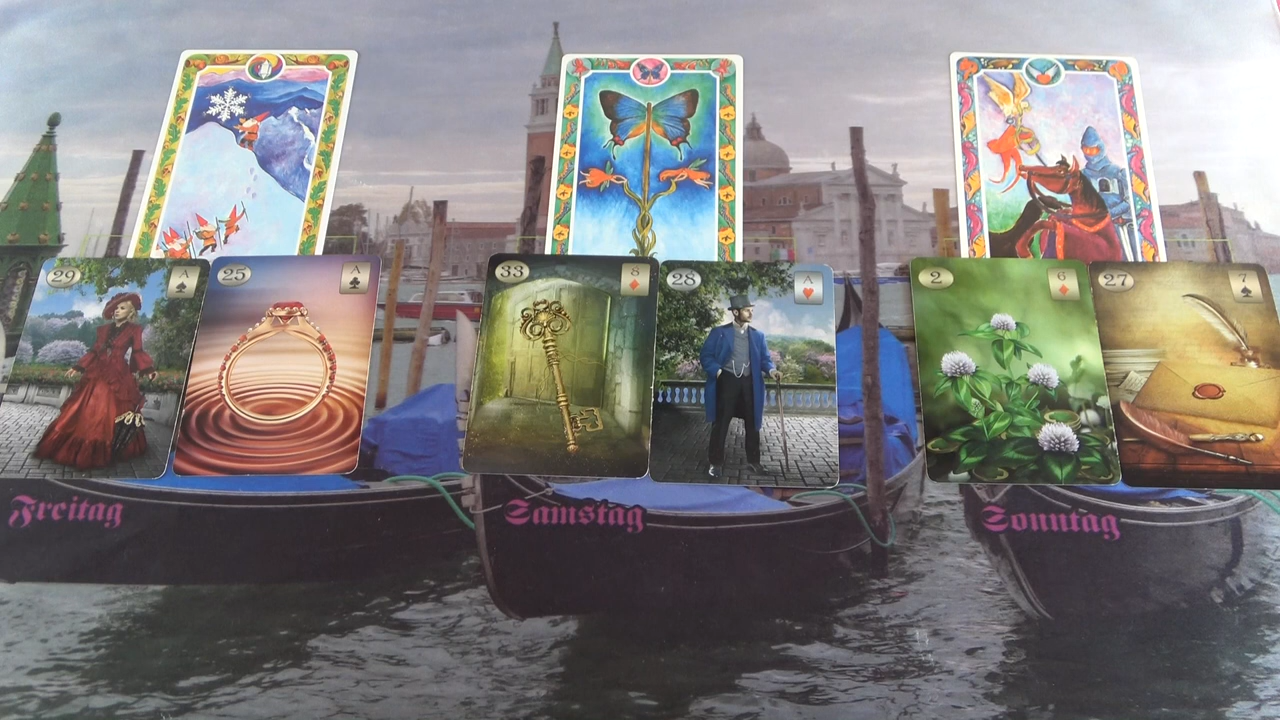 29 A♠
25 A♣
33 8♦
28 A♥
2 6♦
27 7♠
Freitag
Samstag
Sonntag